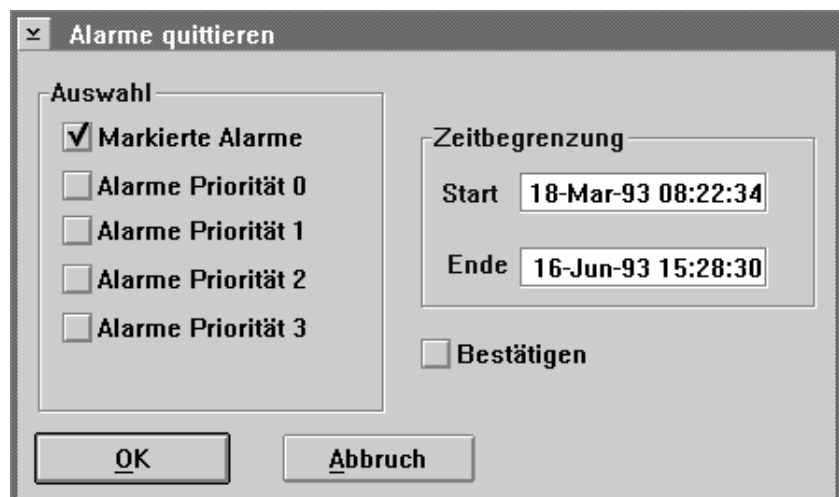 Alarme quittieren
Auswahl
Markierte Alarme
Alarme Priorität 0
Alarme Priorität 1
Alarme Priorität 2
Alarme Priorität 3
Zeitbegrenzung
Start 18-Mar-93 08:22:34
Ende 16-Jun-93 15:28:30
Bestätigen
OK
Abbruch